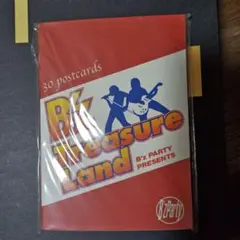 30 postcards
B'z
Treasure
Land
B'z PARTY
PRESENTS
B'z Party